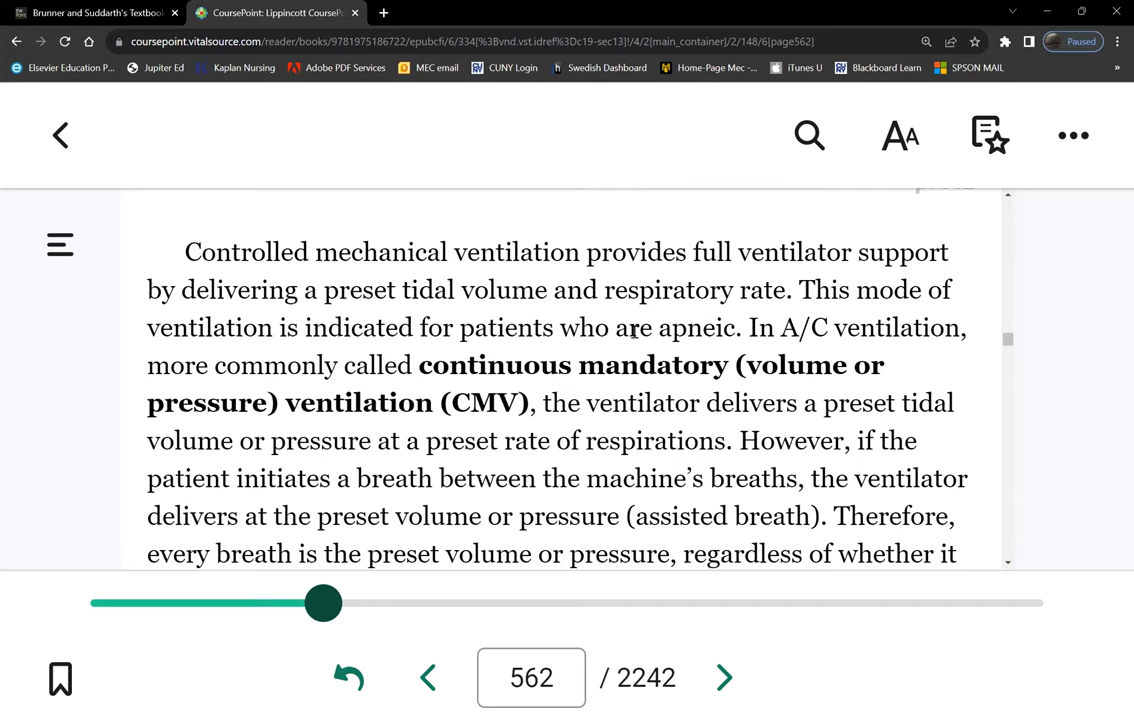 Brunner and Suddarth's Textbook
CoursePoint: Lippincott CoursePo
coursepoint.vitalsource.com/reader/books/9781975186722/epubcfi/6/334[%3Bvnd.vst.idref%3Dc19-sec13]!/4/2[main_container]/2/148/6[page562]
Paused
Elsevier Education P... Jupiter Ed Kaplan Nursing Adobe PDF Services MEC email CUNY Login Swedish Dashboard Home-Page Mec -... iTunes U Blackboard Learn SPSON MAIL »
AA
Controlled mechanical ventilation provides full ventilator support
by delivering a preset tidal volume and respiratory rate. This mode of
ventilation is indicated for patients who are apneic. In A/C ventilation,
more commonly called continuous mandatory (volume or
pressure) ventilation (CMV), the ventilator delivers a preset tidal
volume or pressure at a preset rate of respirations. However, if the
patient initiates a breath between the machine's breaths, the ventilator
delivers at the preset volume or pressure (assisted breath). Therefore,
every breath is the preset volume or pressure, regardless of whether it
562 / 2242